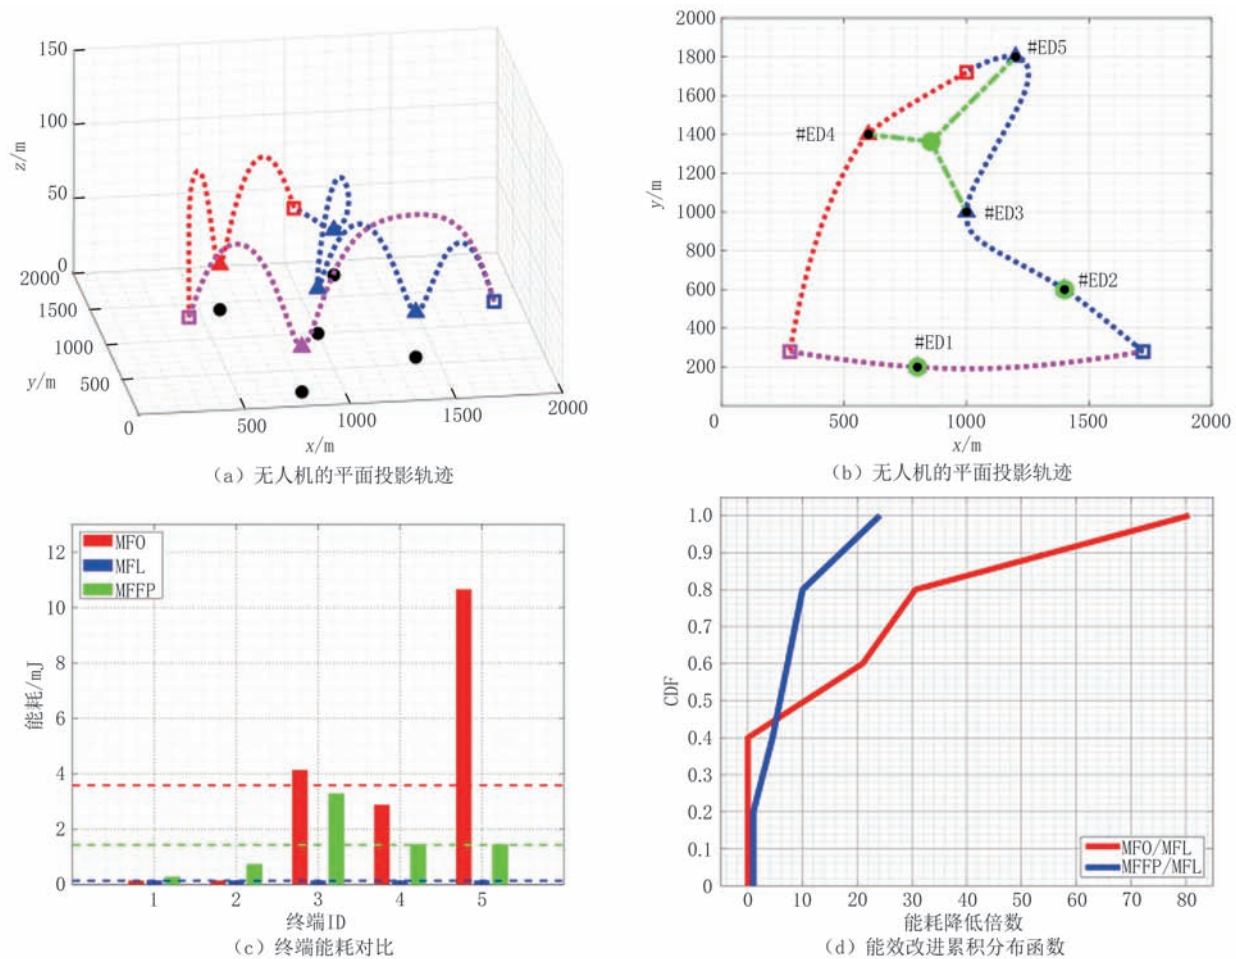 150
100
50
0
z/m
2000
1500
1000
500
y/m
0
500
1000
1500
2000
x/m
(a) 无人机的平面投影轨迹
2000
1800
1600
1400
1200
1000
800
600
400
200
y/m
#ED5
#ED4
#ED3
#ED2
#ED1
0
500
1000
1500
2000
x/m
(b) 无人机的平面投影轨迹
MFO
MFL
MFFP
12
10
8
6
4
2
0
能耗/mJ
1
2
3
4
5
终端ID
(c) 终端能耗对比
1.0
0.9
0.8
0.7
0.6
0.5
0.4
0.3
0.2
0.1
0
CDF
MFO/MFL
MFFP/MFL
0
10
20
30
40
50
60
70
80
能耗降低倍数
(d) 能效改进累积分布函数